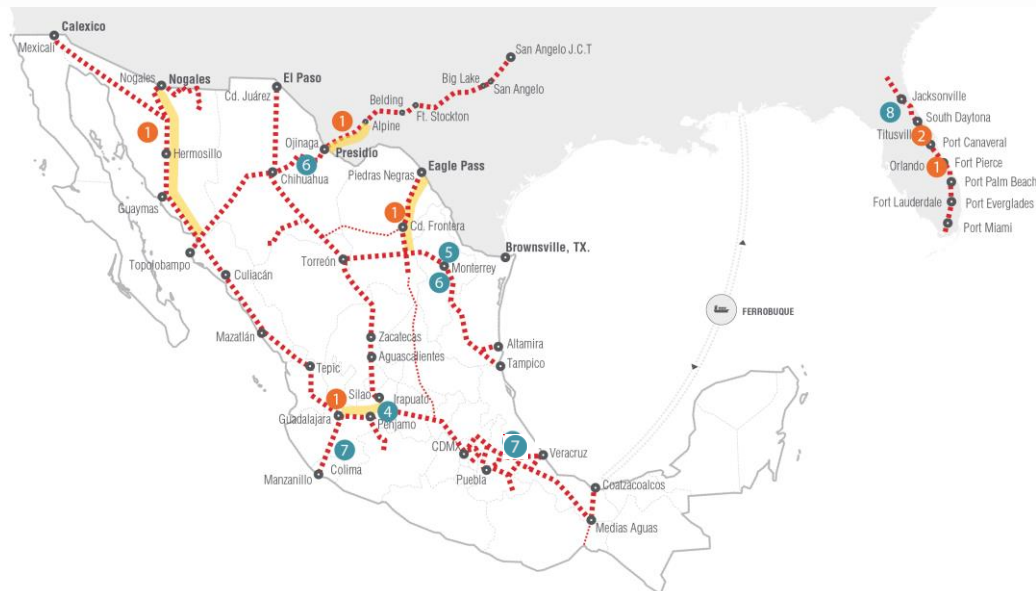 Calexico
Mexicali
Nogales
Nogales
El Paso
Cd. Juárez
San Angelo J.C.T
Big Lake
San Angelo
Belding
Ft. Stockton
1
Alpine
1
Ojinaga
6
Presidio
Hermosillo
Chihuahua
Eagle Pass
Piedras Negras
Guaymas
1
Cd. Frontera
Topolobampo
Torreón
5
Monterrey
6
Brownsville, TX.
Culiacán
FERROBUQUE
Mazatlán
Zacatecas
Altamira
Aguascalientes
Tampico
Tepic
1
Silao
Irapuato
4
Guadalajara
Penjamo
7
Colima
Manzanillo
CDMX
7
Veracruz
Puebla
Coatzacoalcos
Medias Aguas
Jacksonville
8
South Daytona
Titusville
2
Port Canaveral
Orlando
1
Fort Pierce
Port Palm Beach
Fort Lauderdale
Port Everglades
Port Miami